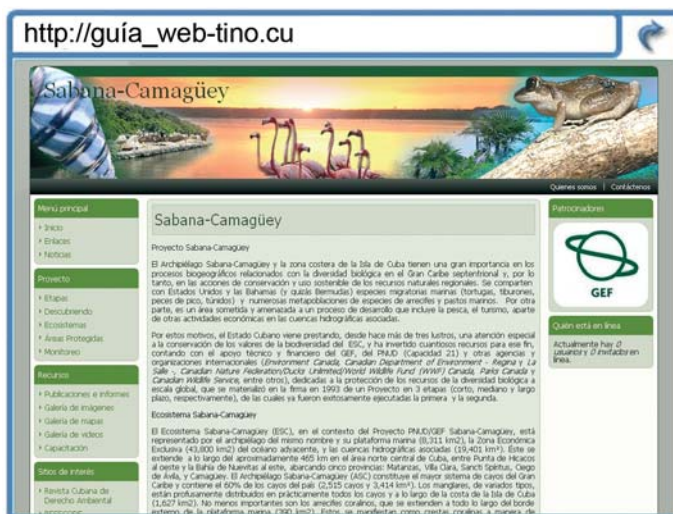 http://guía_web-tino.cu
Sabana-Camagüey
Quienes somos | Contáctenos
Menú principal
Inicio
Enlaces
Noticias
Proyecto
Etapas
Descubriendo
Ecosistemas
Áreas Protegidas
Monitoreo
Recursos
Publicaciones e informes
Galería de imágenes
Galería de mapas
Galería de videos
Capacitación
Sitios de interés
Revista Cubana de
Derecho Ambiental
Sabana-Camagüey
Proyecto Sabana-Camagüey
El Archipiélago Sabana-Camagüey y la zona costera de la Isla de Cuba tienen una gran importancia en los
procesos biogeográficos relacionados con la diversidad biológica en el Gran Caribe septentrional y, por lo
tanto, en las acciones de conservación y uso sostenible de los recursos naturales regionales. Se comparten
con Estados Unidos y las Bahamas (y quizás Bermudas) especies migratorias marinas (tortugas, tiburones,
peces de pico, túnidos) y numerosas metapoblaciones de especies de arrecifes y pastos marinos. Por otra
parte, es un área sometida y amenazada a un proceso de desarrollo que incluye la pesca, el turismo, aparte
de otras actividades económicas en las cuencas hidrográficas asociadas.
Por estos motivos, el Estado Cubano viene prestando, desde hace más de tres lustros, una atención especial
a la conservación de los valores de la biodiversidad del ESC, y ha invertido cuantiosos recursos para ese fin,
contando con el apoyo técnico y financiero del GEF, del PNUD (Capacidad 21) y otras agencias y
organizaciones internacionales (Environment Canada, Canadian Department of Environment - Regina y La
Salle -, Canadian Nature Federation/Ducks Unlimited/World Wildlife Fund (WWF) Canada, Parks Canada y
Canadian Wildlife Service, entre otros), dedicadas a la protección de los recursos de la diversidad biológica a
escala global, que se materializó en la firma en 1993 de un Proyecto en 3 etapas (corto, mediano y largo
plazo, respectivamente), de las cuales ya fueron exitosamente ejecutadas la primera y la segunda.
Ecosistema Sabana-Camagüey
El Ecosistema Sabana-Camagüey (ESC), en el contexto del Proyecto PNUD/GEF Sabana-Camagüey, está
representado por el archipiélago del mismo nombre y su plataforma marina (8,311 km2), la Zona Económica
Exclusiva (43,800 km2) del océano adyacente, y las cuencas hidrográficas asociadas (19,401 km²). Éste se
extiende a lo largo del aproximadamente 465 km en el área norte central de Cuba, entre Punta de Hicacos
al oeste y la Bahía de Nuevitas al este, abarcando cinco provincias: Matanzas, Villa Clara, Sancti Spíritus, Ciego
de Ávila, y Camagüey. El Archipiélago Sabana-Camagüey (ASC) constituye el mayor sistema de cayos del Gran
Caribe y contiene el 60% de los cayos del país (2,515 cayos y 3,414 km²). Los manglares, de variados tipos,
están profusamente distribuidos en prácticamente todos los cayos y a lo largo de la costa de la Isla de Cuba
(1,627 km2). No menos importantes son los arrecifes coralinos, que se extienden a todo lo largo del borde
externo de la plataforma marina (390 km2). Estos se manifiestan como crestas coralinas a manera de
Patrocinadores
GEF
Quién está en línea
Actualmente hay 0
usuarios y 0 invitados en
línea.